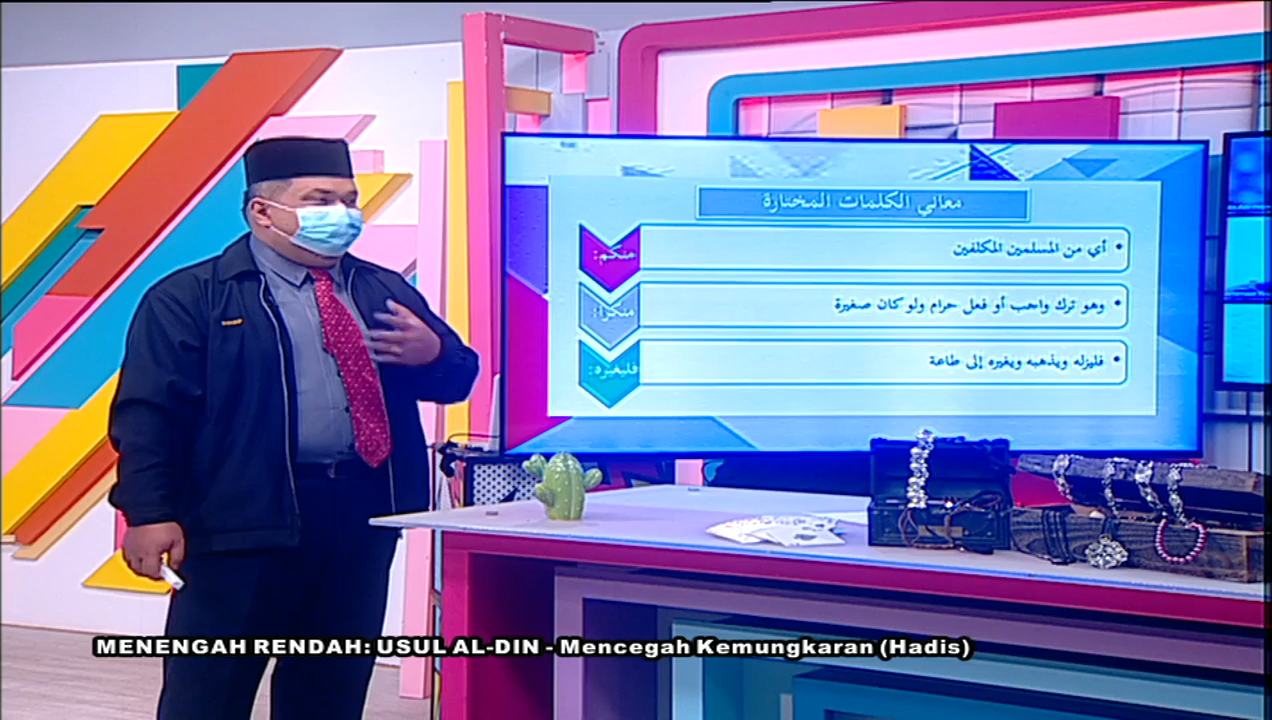 معاني الكلمات المختارة
منكم:
• أي من المسلمين المكلفين
منكرا:
• وهو ترك واجب أو فعل حرام ولو كان صغيرة
فليغيره:
• فليزله ويذهبه ويغيره إلى طاعة
MENENGAH RENDAH: USUL AL-DIN - Mencegah Kemungkaran (Hadis)